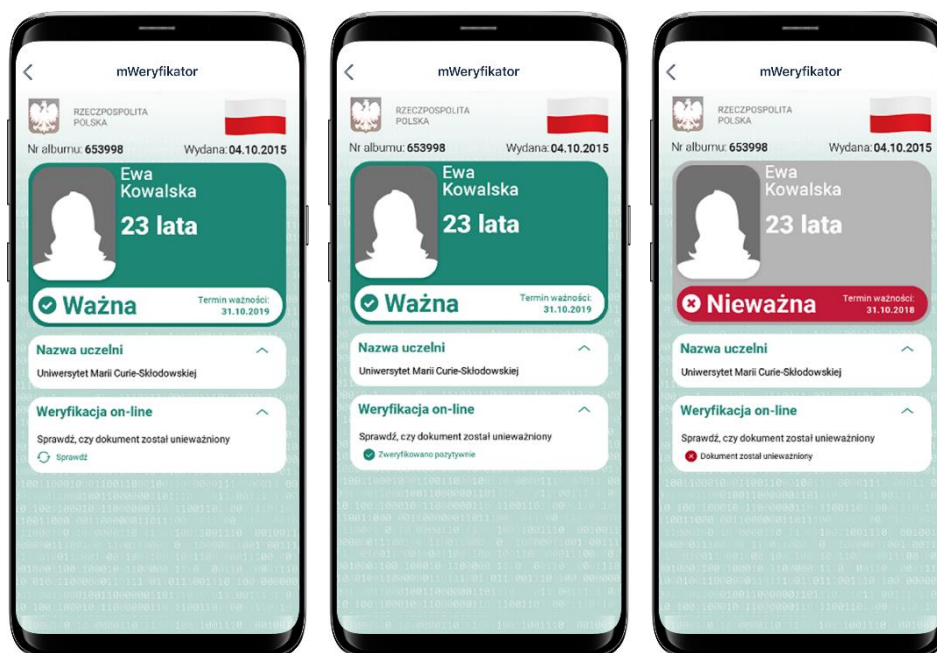 mWeryfikator
RZECZPOSPOLITA
POLSKA
Nr albumu: 653998 Wydana: 04.10.2015
Ewa
Kowalska
23 lata
Ważna
Termin ważności:
31.10.2019
Nazwa uczelni
Uniwersytet Marii Curie-Skłodowskiej
Weryfikacja on-line
Sprawdź, czy dokument został unieważniony
Sprawdź
mWeryfikator
RZECZPOSPOLITA
POLSKA
Nr albumu: 653998 Wydana: 04.10.2015
Ewa
Kowalska
23 lata
Ważna
Termin ważności:
31.10.2019
Nazwa uczelni
Uniwersytet Marii Curie-Skłodowskiej
Weryfikacja on-line
Sprawdź, czy dokument został unieważniony
Zweryfikowano pozytywnie
mWeryfikator
RZECZPOSPOLITA
POLSKA
Nr albumu: 653998 Wydana: 04.10.2015
Ewa
Kowalska
23 lata
Nieważna
Termin ważności:
31.10.2018
Nazwa uczelni
Uniwersytet Marii Curie-Skłodowskiej
Weryfikacja on-line
Sprawdź, czy dokument został unieważniony
Dokument został unieważniony